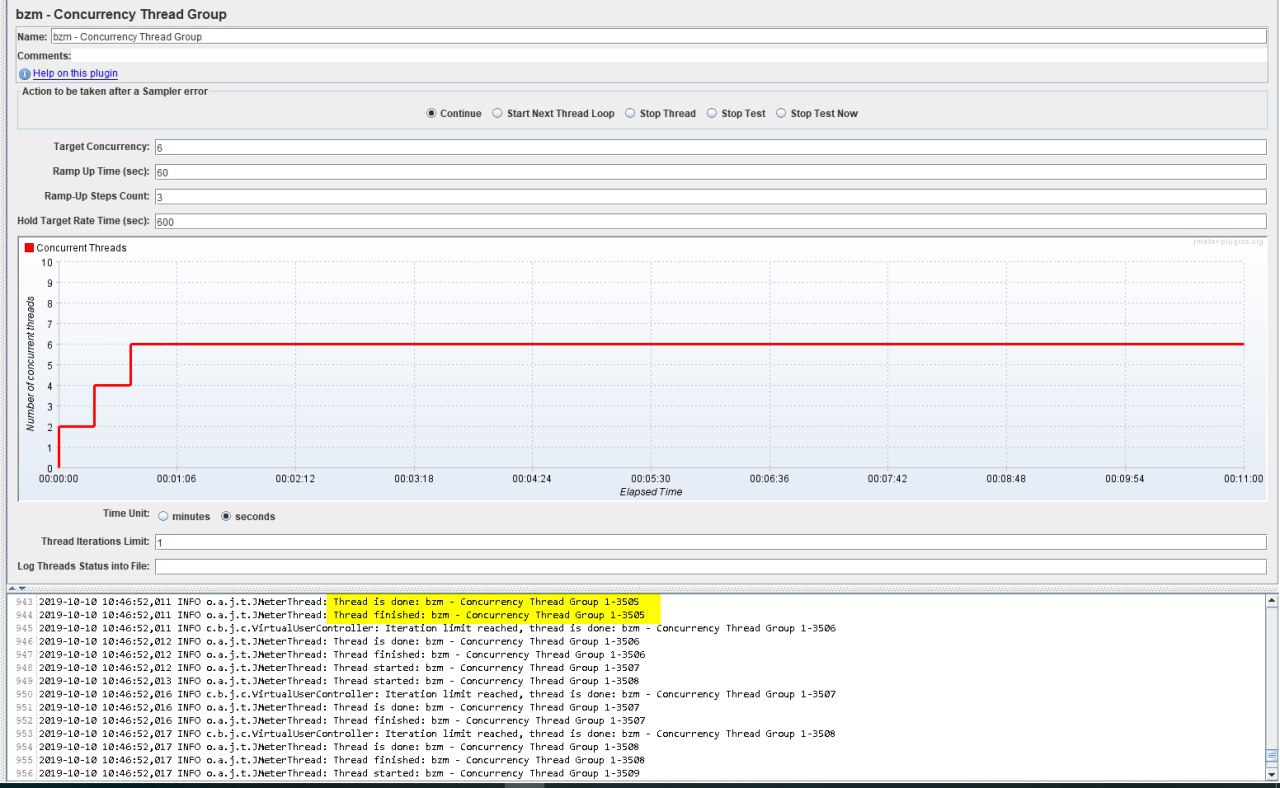 bzm - Concurrency Thread Group
Name: bzm - Concurrency Thread Group
Comments:
Help on this plugin
Action to be taken after a Sampler error
Continue Start Next Thread Loop Stop Thread Stop Test Stop Test Now
Target Concurrency: 6
Ramp Up Time (sec): 60
Ramp-Up Steps Count: 3
Hold Target Rate Time (sec): 600
Concurrent Threads
jmeter-plugins.org
10
9
8
7
6
5
4
3
2
1
0
Number of concurrent threads
00:00:00 00:01:06 00:02:12 00:03:18 00:04:24 00:05:30 00:06:36 00:07:42 00:08:48 00:09:54 00:11:00
Elapsed Time
Time Unit: minutes seconds
Thread Iterations Limit: 1
Log Threads Status into File:
943 2019-10-10 10:46:52,011 INFO o.a.j.t.JMeterThread: Thread is done: bzm - Concurrency Thread Group 1-3505
944 2019-10-10 10:46:52,011 INFO o.a.j.t.JMeterThread: Thread finished: bzm - Concurrency Thread Group 1-3505
945 2019-10-10 10:46:52,011 INFO c.b.j.c.VirtualUserController: Iteration limit reached, thread is done: bzm - Concurrency Thread Group 1-3506
946 2019-10-10 10:46:52,012 INFO o.a.j.t.JMeterThread: Thread is done: bzm - Concurrency Thread Group 1-3506
947 2019-10-10 10:46:52,012 INFO o.a.j.t.JMeterThread: Thread finished: bzm - Concurrency Thread Group 1-3506
948 2019-10-10 10:46:52,012 INFO o.a.j.t.JMeterThread: Thread started: bzm - Concurrency Thread Group 1-3507
949 2019-10-10 10:46:52,013 INFO o.a.j.t.JMeterThread: Thread started: bzm - Concurrency Thread Group 1-3508
950 2019-10-10 10:46:52,016 INFO c.b.j.c.VirtualUserController: Iteration limit reached, thread is done: bzm - Concurrency Thread Group 1-3507
951 2019-10-10 10:46:52,016 INFO o.a.j.t.JMeterThread: Thread is done: bzm - Concurrency Thread Group 1-3507
952 2019-10-10 10:46:52,016 INFO o.a.j.t.JMeterThread: Thread finished: bzm - Concurrency Thread Group 1-3507
953 2019-10-10 10:46:52,017 INFO c.b.j.c.VirtualUserController: Iteration limit reached, thread is done: bzm - Concurrency Thread Group 1-3508
954 2019-10-10 10:46:52,017 INFO o.a.j.t.JMeterThread: Thread is done: bzm - Concurrency Thread Group 1-3508
955 2019-10-10 10:46:52,017 INFO o.a.j.t.JMeterThread: Thread finished: bzm - Concurrency Thread Group 1-3508
956 2019-10-10 10:46:52,017 INFO o.a.j.t.JMeterThread: Thread started: bzm - Concurrency Thread Group 1-3509